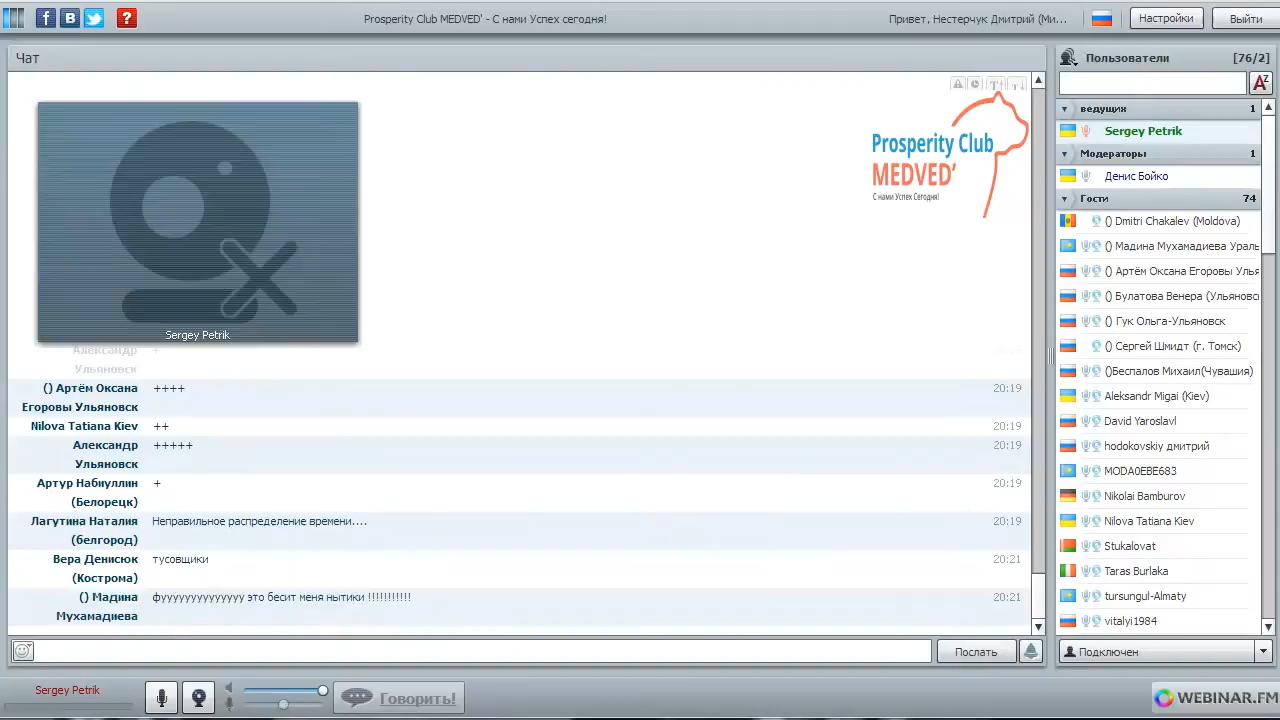 Prosperity Club MEDVED' - С нами Успех сегодня!
Привет, Нестерчук Дмитрий (Ми...
Настройки
Выйти
Чат
Prosperity Club
MEDVED'
С нами Успех Сегодня!
Sergey Petrik
Александр +
Ульяновск
() Артём Оксана ++++ 20:19
Егоровы Ульяновск
Nilova Tatiana Kiev ++ 20:19
Александр +++++ 20:19
Ульяновск
Артур Набиуллин + 20:19
(Белорецк)
Лагутина Наталия Неправильное распределение времени.... 20:19
(белгород)
Вера Денисюк тусовщики 20:21
(Кострома)
() Мадина фуууууууууууууу это бесит меня нытики !!!!!!!!!!! 20:21
Мухамадиева
Послать
Sergey Petrik
Говорить!
Пользователи [76/2]
ведущих 1
Sergey Petrik
Модераторы 1
Денис Бойко
Гости 74
() Dmitri Chakalev (Moldova)
() Мадина Мухамадиева Ураль
() Артём Оксана Егоровы Улья
() Булатова Венера (Ульяновс
() Гук Ольга-Ульяновск
() Сергей Шмидт (г. Томск)
()Беспалов Михаил(Чувашия)
Aleksandr Migai (Kiev)
David Yaroslavl
hodokovskiy дмитрий
MODA0EBE683
Nikolai Bamburov
Nilova Tatiana Kiev
Stukalovat
Taras Burlaka
tursungul-Almaty
vitalyi1984
Подключен
WEBINAR.FM